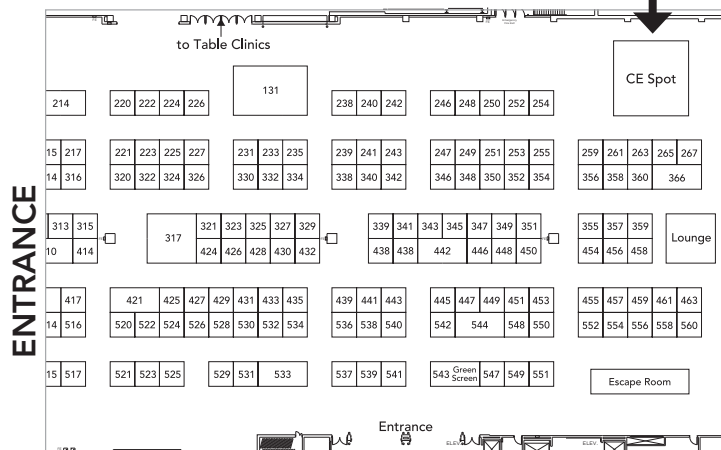 to Table Clinics
CE Spot
131
214
220 222 224 226
238 240 242
246 248 250 252 254
15 217
221 223 225 227
231 233 235
239 241 243
247 249 251 253 255
259 261 263 265 267
14 316
320 322 324 326
330 332 334
338 340 342
346 348 350 352 354
356 358 360 366
ENTRANCE
313 315
317
321 323 325 327 329
339 341 343 345 347 349 351
355 357 359
Lounge
10 414
424 426 428 430 432
438 438 442 446 448 450
454 456 458
417
421 425 427 429 431 433 435
439 441 443
445 447 449 451 453
455 457 459 461 463
14 516
520 522 524 526 528 530 532 534
536 538 540
542 544 548 550
552 554 556 558 560
15 517
521 523 525
529 531 533
537 539 541
543 Green Screen 547 549 551
Escape Room
Entrance
ELEV.
ELEV.